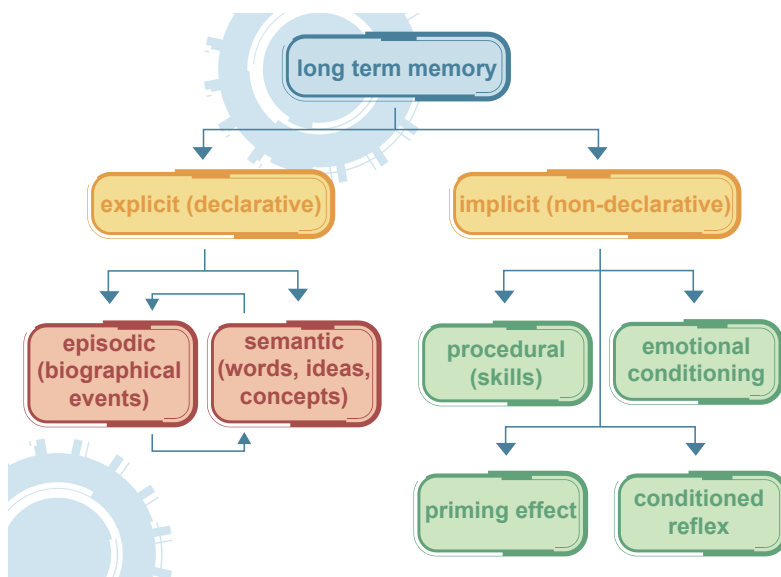 long term memory
explicit (declarative)
implicit (non-declarative)
episodic
(biographical
events)
semantic
(words, ideas,
concepts)
procedural
(skills)
emotional
conditioning
priming effect
conditioned
reflex